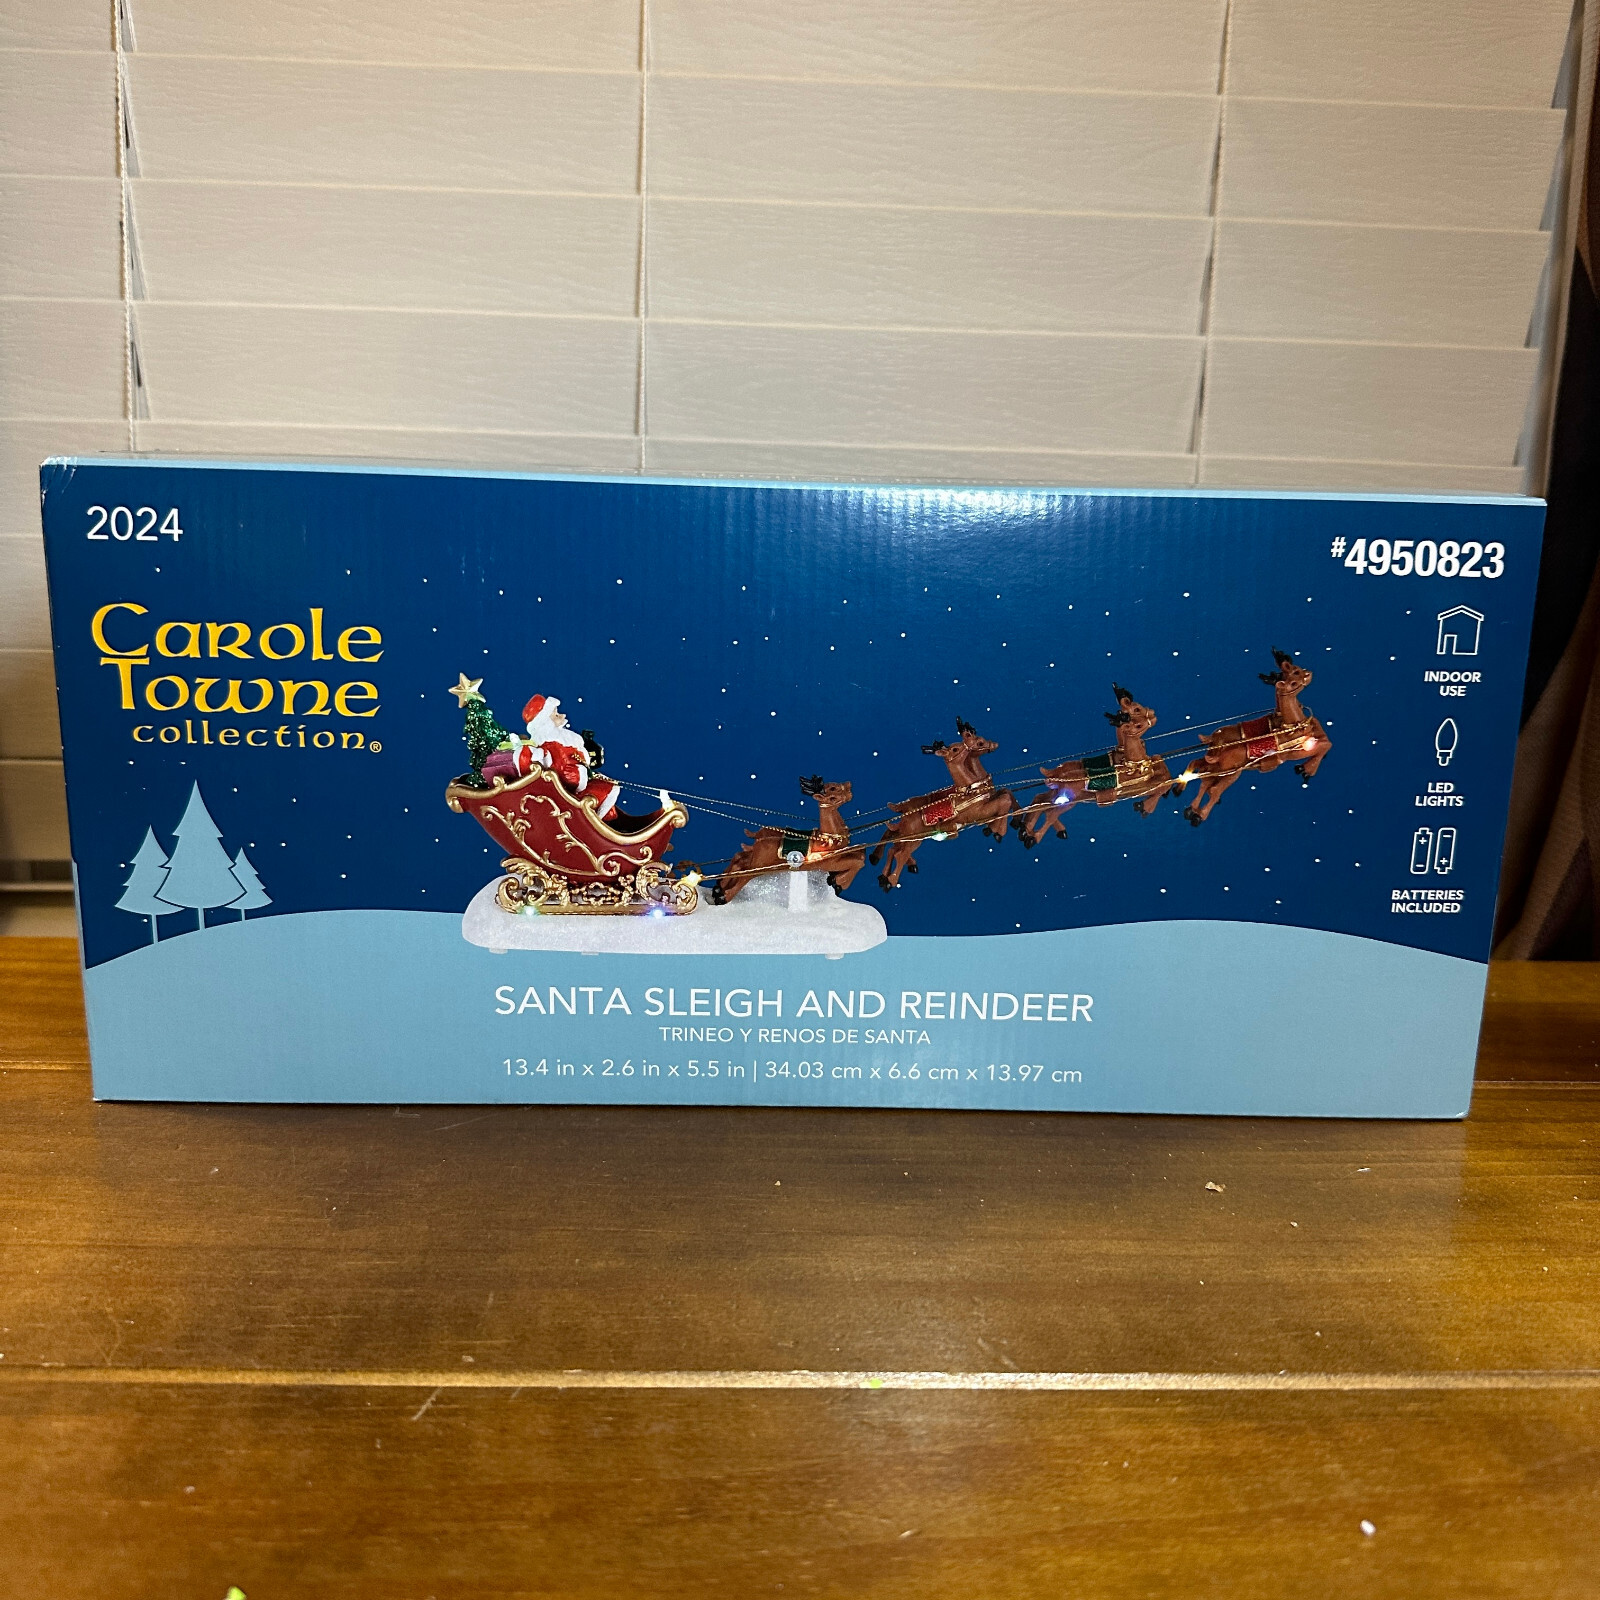 2024
#4950823
Carole
Towne
collection®
INDOOR
USE
LED
LIGHTS
BATTERIES
INCLUDED
SANTA SLEIGH AND REINDEER
TRINEO Y RENOS DE SANTA
13.4 in x 2.6 in x 5.5 in | 34.03 cm x 6.6 cm x 13.97 cm